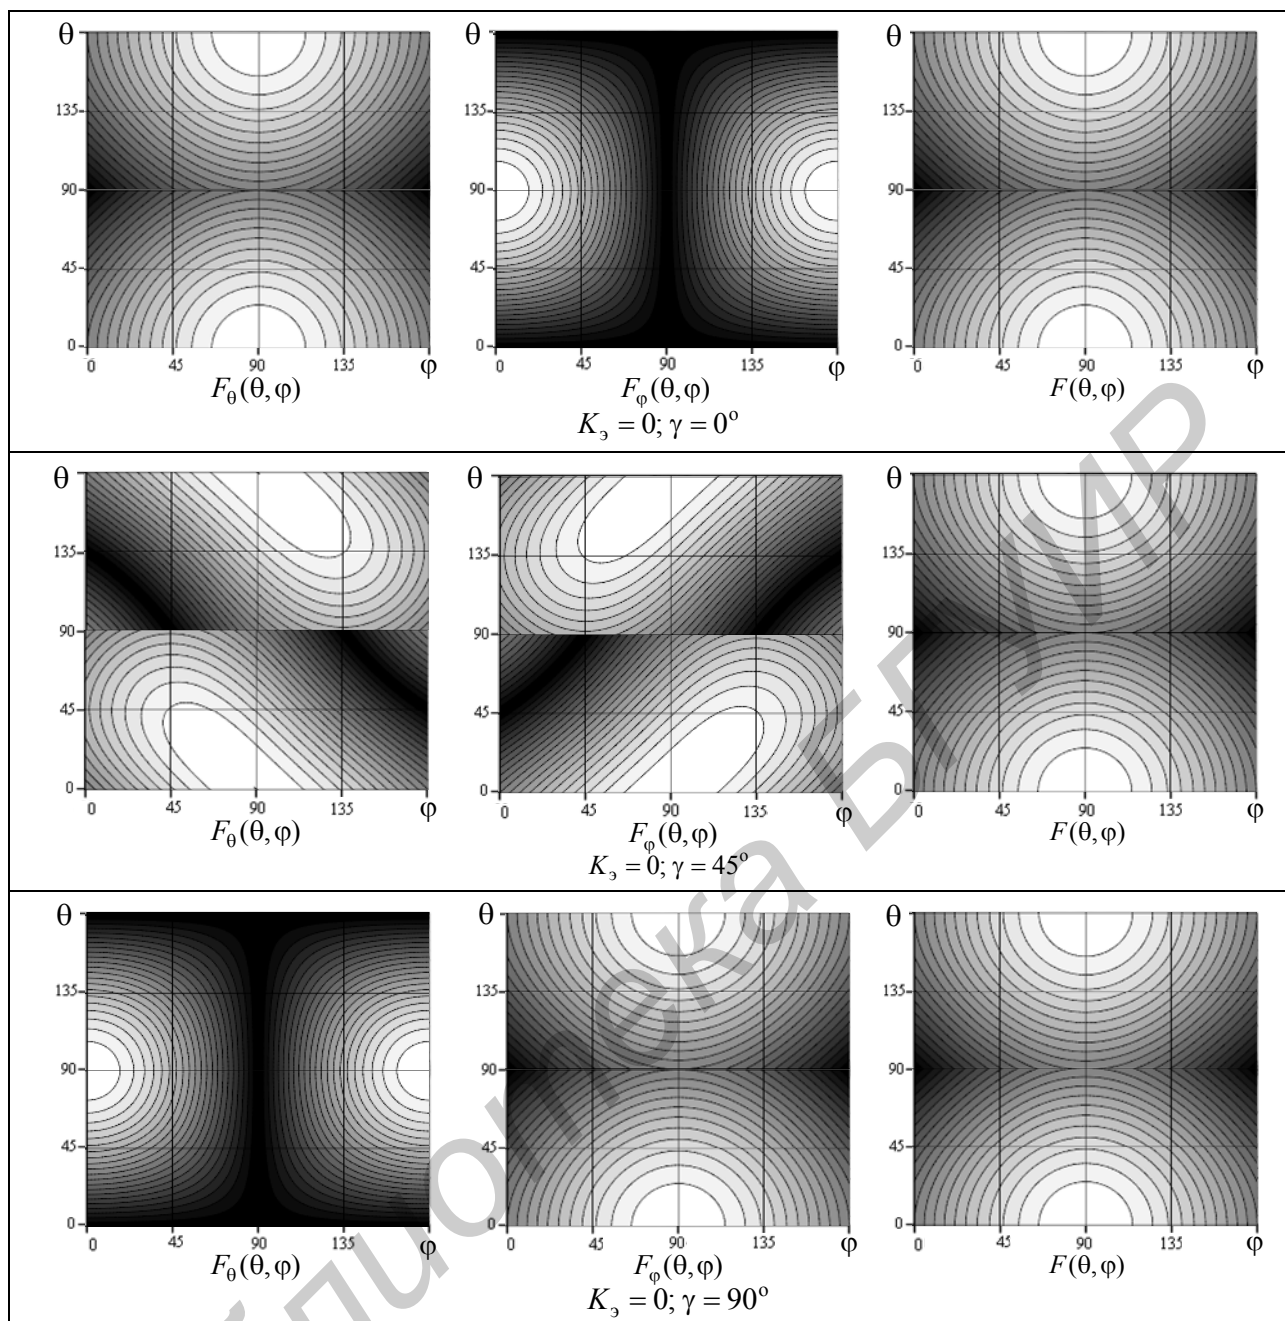 θ θ θ
135 135 135
90 90 90
45 45 45
0 0 0
0 45 90 135 φ 0 45 90 135 φ 0 45 90 135 φ
F_θ(θ, φ) F_φ(θ, φ) F(θ, φ)
K_э = 0; γ = 0°
θ θ θ
135 135 135
90 90 90
45 45 45
0 0 0
0 45 90 135 φ 0 45 90 135 φ 0 45 90 135 φ
F_θ(θ, φ) F_φ(θ, φ) F(θ, φ)
K_э = 0; γ = 45°
θ θ θ
135 135 135
90 90 90
45 45 45
0 0 0
0 45 90 135 φ 0 45 90 135 φ 0 45 90 135 φ
F_θ(θ, φ) F_φ(θ, φ) F(θ, φ)
K_э = 0; γ = 90°
блиотека БГУИР